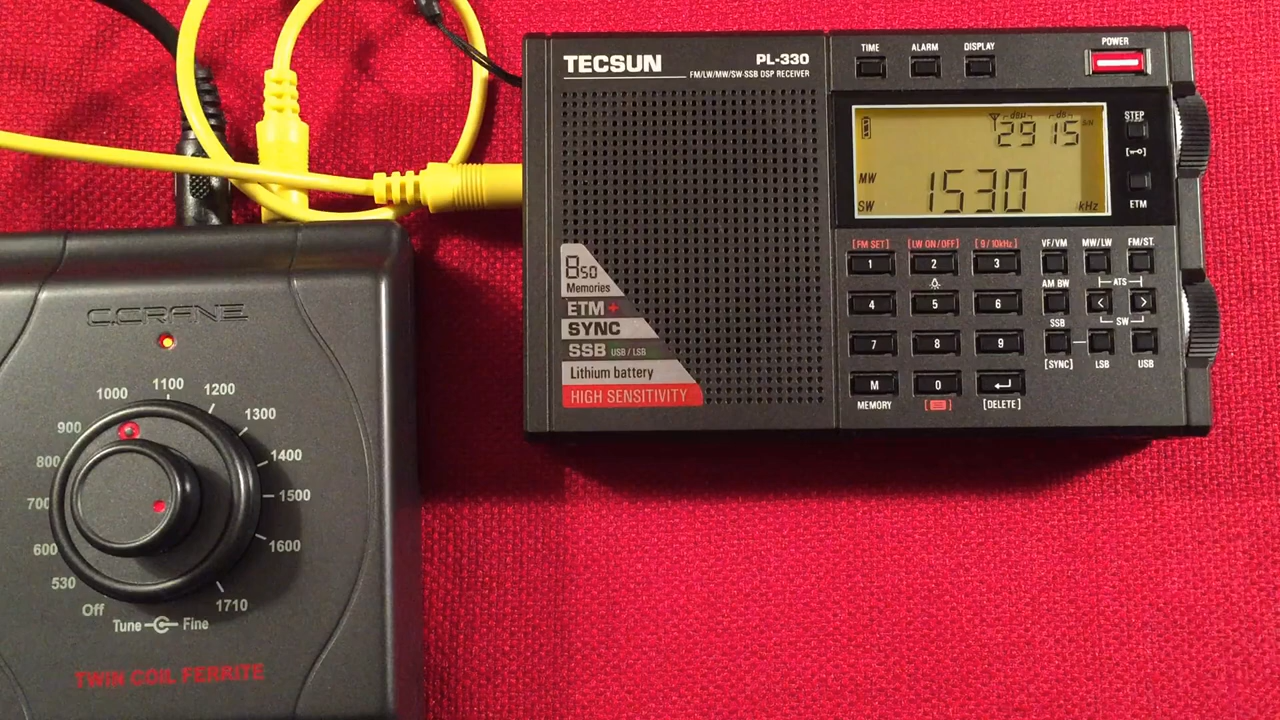 TECSUN
PL-330
FM/LW/MW/SW-SSB DSP RECEIVER
TIME
ALARM
DISPLAY
POWER
2915
S/N
MW
1530
SW
kHz
STEP
ETM
[FM SET]
[LW ON/OFF]
[9/10kHz]
VF/VM
MW/LW
FM/ST.
1
2
3
AM BW
ATS
4
5
6
<
>
SSB
SW
7
8
9
[SYNC]
LSB
USB
M
0
MEMORY
[DELETE]
850
Memories
ETM+
SYNC
SSB USB / LSB
Lithium battery
HIGH SENSITIVITY
C.CRANE
1000
1100
1200
900
1300
800
1400
700
1500
600
1600
530
1710
Off
Tune
Fine
TWIN COIL FERRITE